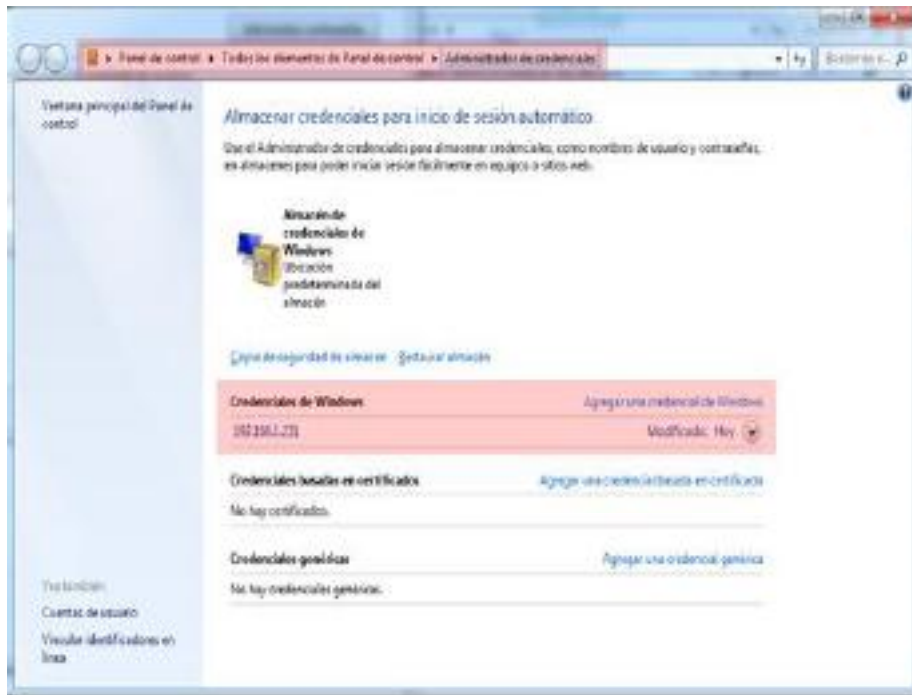 Panel de control ▸ Todos los elementos de Panel de control ▸ Administrador de credenciales
Ventana principal del Panel de
control
Almacenar credenciales para inicio de sesión automático
Use el Administrador de credenciales para almacenar credenciales, como nombres de usuario y contraseñas,
en almacenes para poder iniciar sesión fácilmente en equipos o sitios web.
Almacén de
credenciales de
Windows
Ubicación
predeterminada del
almacén
Copia de seguridad de almacén Restaurar almacén
Credenciales de Windows Agregar una credencial de Windows
Modificado: Hoy
Credenciales basadas en certificados Agregar una credencial basada en certificado
No hay certificados.
Credenciales genéricas Agregar una credencial genérica
No hay credenciales genéricas.
Vea también
Cuentas de usuario
Vincular identificadores en
línea